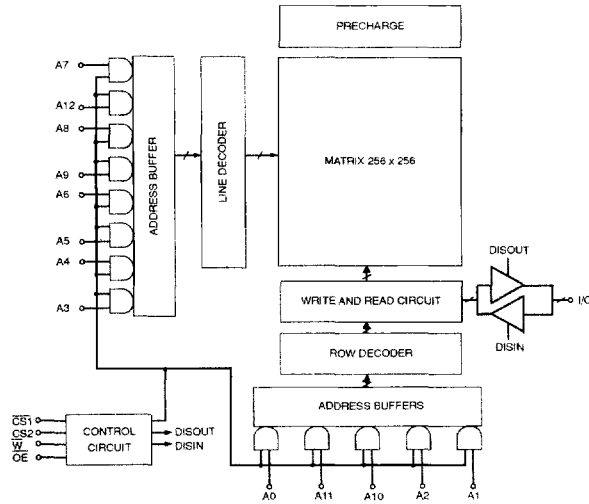 PRECHARGE
A7
A12
A8
A9
A6
A5
A4
A3
ADDRESS BUFFER
LINE DECODER
MATRIX 256 x 256
DISOUT
WRITE AND READ CIRCUIT
I/O
DISIN
ROW DECODER
ADDRESS BUFFERS
CS1
CS2
W
OE
CONTROL
CIRCUIT
DISOUT
DISIN
A0
A11
A10
A2
A1